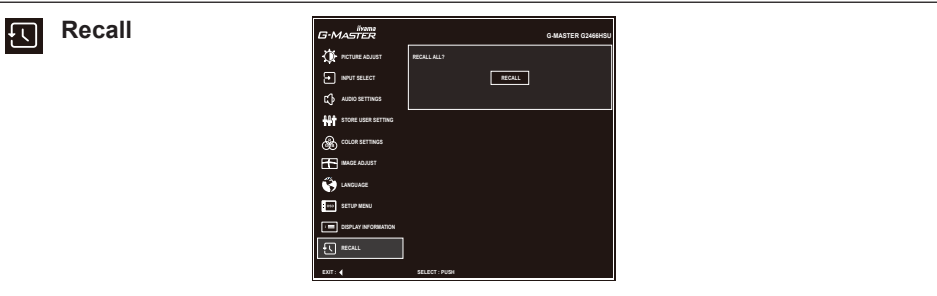 Recall
iiyama
G-MASTER
G-MASTER G2466HSU
PICTURE ADJUST
RECALL ALL?
INPUT SELECT
RECALL
AUDIO SETTINGS
STORE USER SETTING
COLOR SETTINGS
IMAGE ADJUST
LANGUAGE
SETUP MENU
DISPLAY INFORMATION
RECALL
EXIT :
SELECT : PUSH